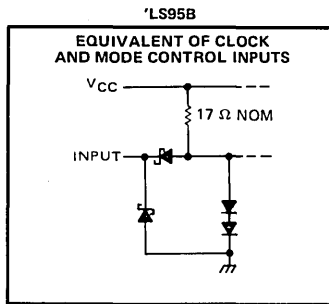 'LS95B
EQUIVALENT OF CLOCK
AND MODE CONTROL INPUTS
VCC
17 Ω NOM
INPUT